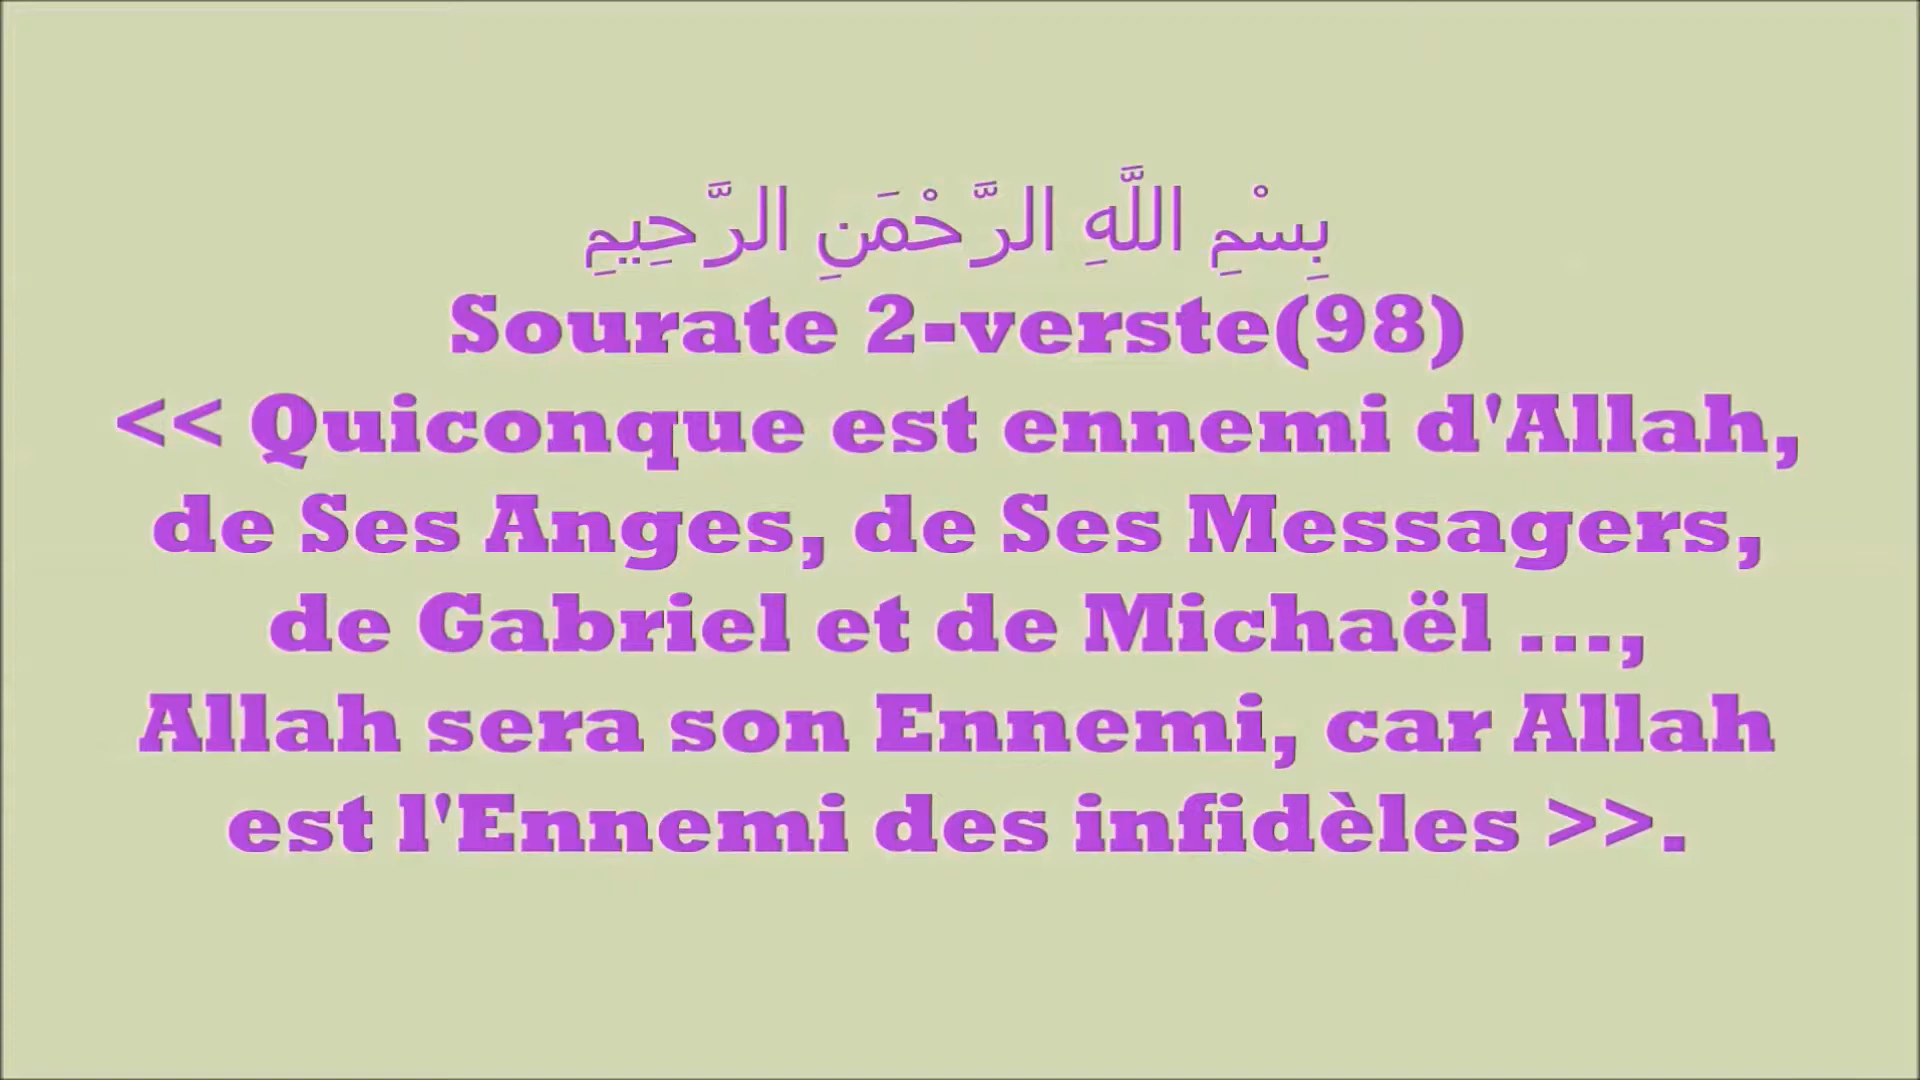 بِسْمِ اللَّهِ الرَّحْمَنِ الرَّحِيمِ
Sourate 2-verste(98)
<< Quiconque est ennemi d'Allah,
de Ses Anges, de Ses Messagers,
de Gabriel et de Michaël ...,
Allah sera son Ennemi, car Allah
est l'Ennemi des infidèles >>.